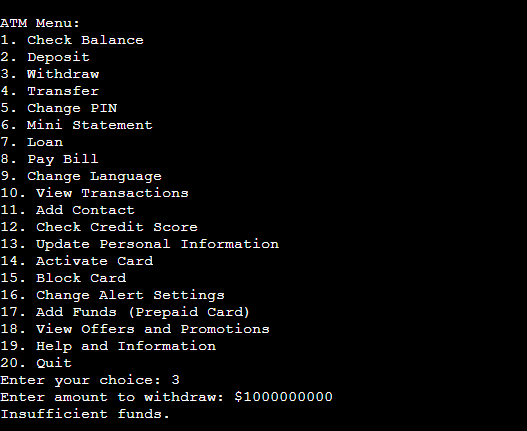 ATM Menu:
1. Check Balance
2. Deposit
3. Withdraw
4. Transfer
5. Change PIN
6. Mini Statement
7. Loan
8. Pay Bill
9. Change Language
10. View Transactions
11. Add Contact
12. Check Credit Score
13. Update Personal Information
14. Activate Card
15. Block Card
16. Change Alert Settings
17. Add Funds (Prepaid Card)
18. View Offers and Promotions
19. Help and Information
20. Quit
Enter your choice: 3
Enter amount to withdraw: $1000000000
Insufficient funds.